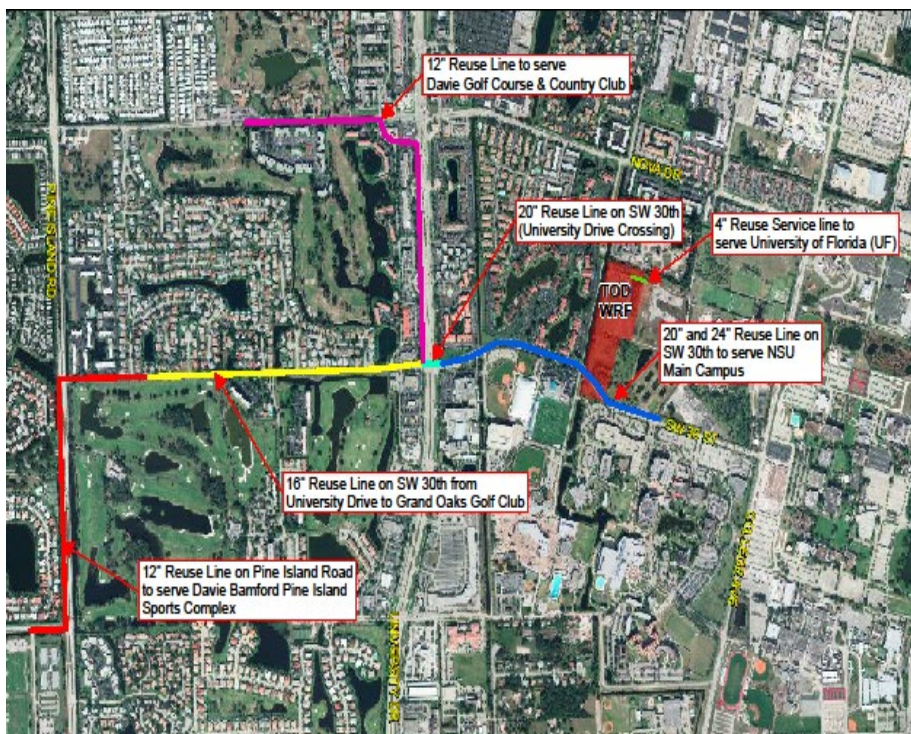 12" Reuse Line to serve
Davie Golf Course & Country Club
NOVA DR
PINE ISLAND RD
20" Reuse Line on SW 30th
(University Drive Crossing)
4" Reuse Service line to
serve University of Florida (UF)
TOD
WRF
20" and 24" Reuse Line on
SW 30th to serve NSU
Main Campus
16" Reuse Line on SW 30th from
University Drive to Grand Oaks Golf Club
12" Reuse Line on Pine Island Road
to serve Davie Bamford Pine Island
Sports Complex
UNIVERSITY DR
COLLEGE AVE